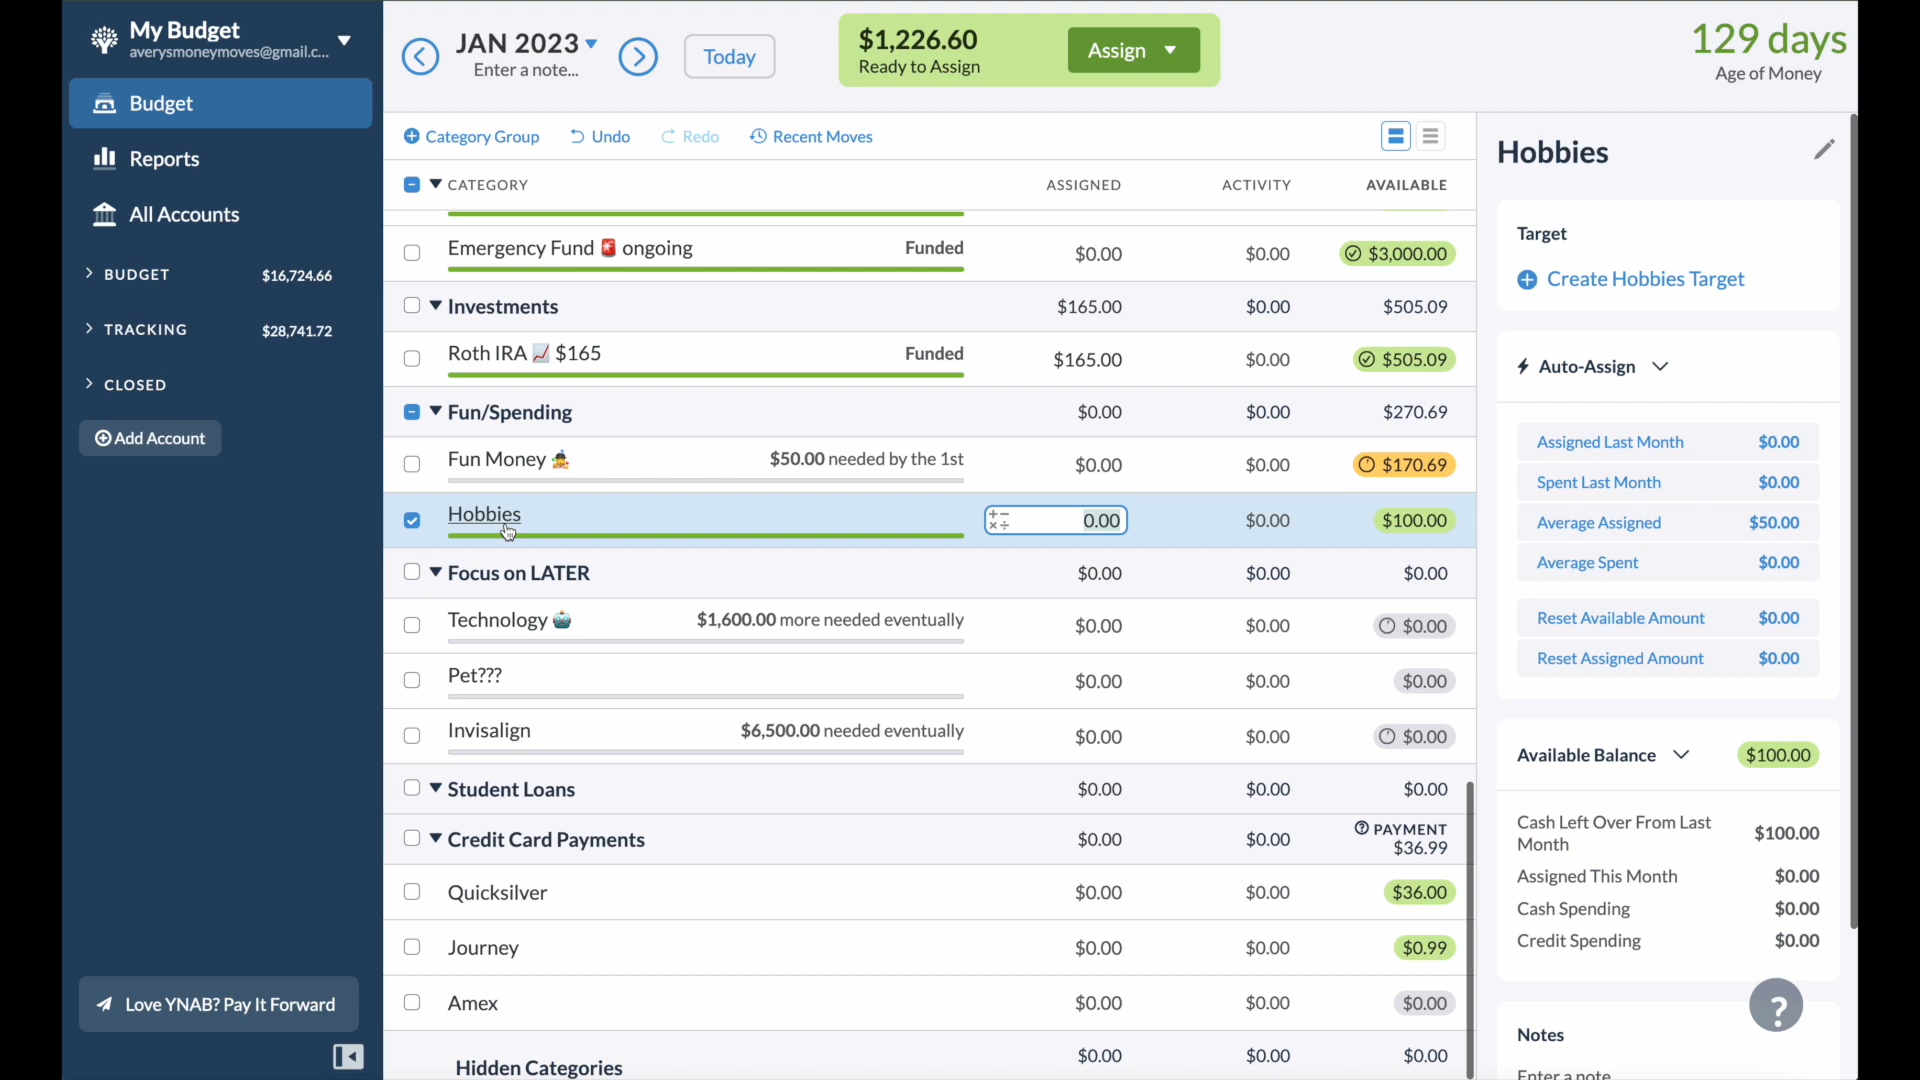 My Budget
averysmoneymoves@gmail.c...
Budget
Reports
All Accounts
BUDGET $16,724.66
TRACKING $28,741.72
CLOSED
Add Account
Love YNAB? Pay It Forward
JAN 2023
Enter a note...
Today
$1,226.60
Ready to Assign
Assign
129 days
Age of Money
Category Group Undo Redo Recent Moves
CATEGORY ASSIGNED ACTIVITY AVAILABLE
Emergency Fund 🚨 ongoing Funded $0.00 $0.00 $3,000.00
Investments $165.00 $0.00 $505.09
Roth IRA 📈 $165 Funded $165.00 $0.00 $505.09
Fun/Spending $0.00 $0.00 $270.69
Fun Money $50.00 needed by the 1st $0.00 $0.00 $170.69
Hobbies 0.00 $0.00 $100.00
Focus on LATER $0.00 $0.00 $0.00
Technology 🤖 $1,600.00 more needed eventually $0.00 $0.00 $0.00
Pet??? $0.00 $0.00 $0.00
Invisalign $6,500.00 needed eventually $0.00 $0.00 $0.00
Student Loans $0.00 $0.00 $0.00
Credit Card Payments $0.00 $0.00 PAYMENT
$36.99
Quicksilver $0.00 $0.00 $36.00
Journey $0.00 $0.00 $0.99
Amex $0.00 $0.00 $0.00
Hidden Categories $0.00 $0.00 $0.00
Hobbies
Target
Create Hobbies Target
Auto-Assign
Assigned Last Month $0.00
Spent Last Month $0.00
Average Assigned $50.00
Average Spent $0.00
Reset Available Amount $0.00
Reset Assigned Amount $0.00
Available Balance $100.00
Cash Left Over From Last
Month $100.00
Assigned This Month $0.00
Cash Spending $0.00
Credit Spending $0.00
?
Notes
Enter a note